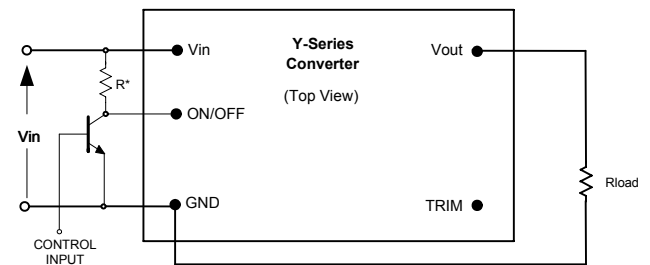 Y-Series
Converter
(Top View)
Vin
Vout
R*
ON/OFF
Vin
Rload
GND
TRIM
CONTROL
INPUT